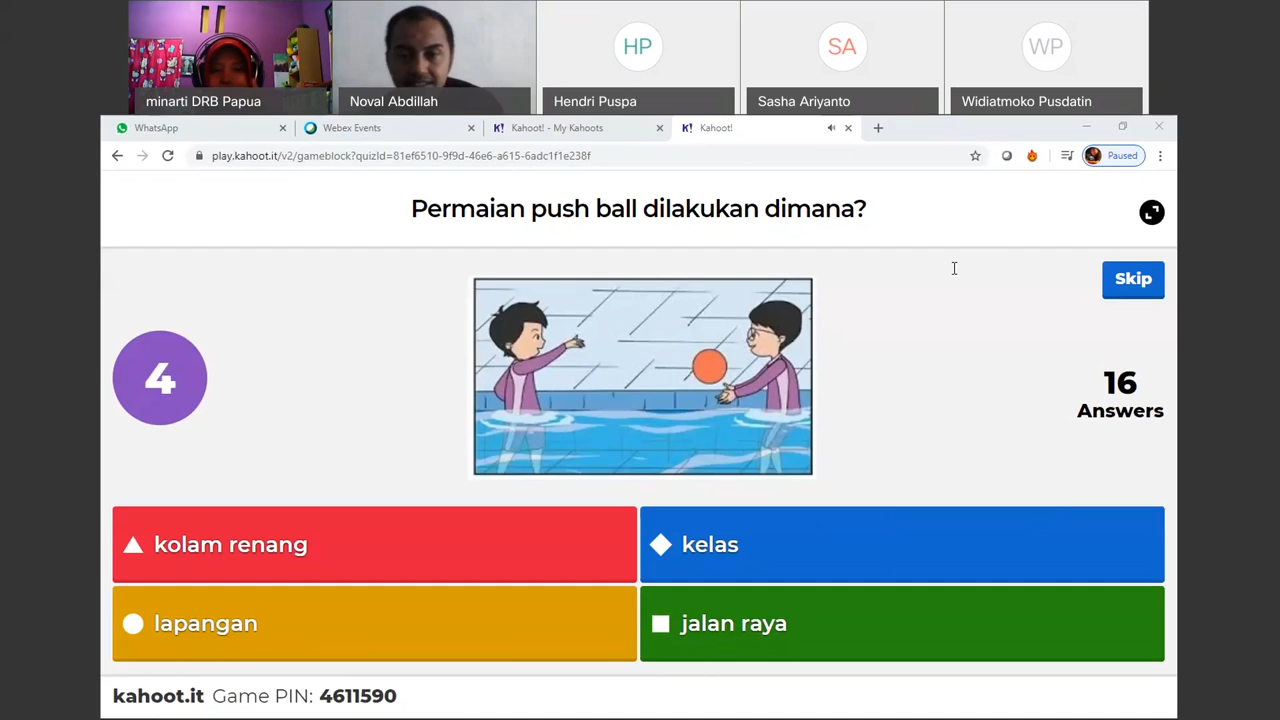 minarti DRB Papua
Noval Abdillah
HP
Hendri Puspa
SA
Sasha Ariyanto
WP
Widiatmoko Pusdatin
WhatsApp
Webex Events
K! Kahoot! - My Kahoots
K! Kahoot!
play.kahoot.it/v2/gameblock?quizId=81ef6510-9f9d-46e6-a615-6adc1f1e238f
Paused
Permaian push ball dilakukan dimana?
Skip
4
16
Answers
kolam renang
kelas
lapangan
jalan raya
kahoot.it Game PIN: 4611590